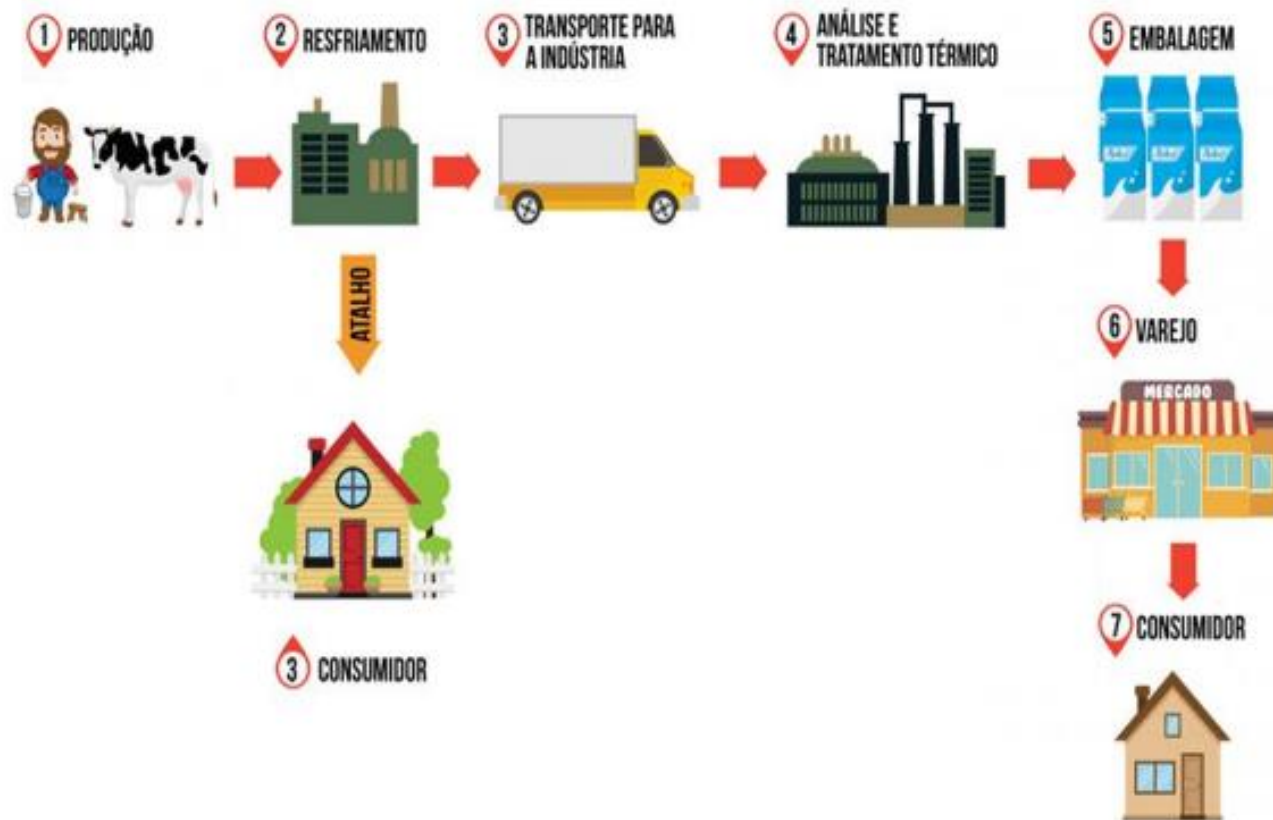 1 PRODUÇÃO
2 RESFRIAMENTO
3 TRANSPORTE PARA
A INDÚSTRIA
4 ANÁLISE E
TRATAMENTO TÉRMICO
5 EMBALAGEM
ATALHO
6 VAREJO
MERCADO
3 CONSUMIDOR
7 CONSUMIDOR